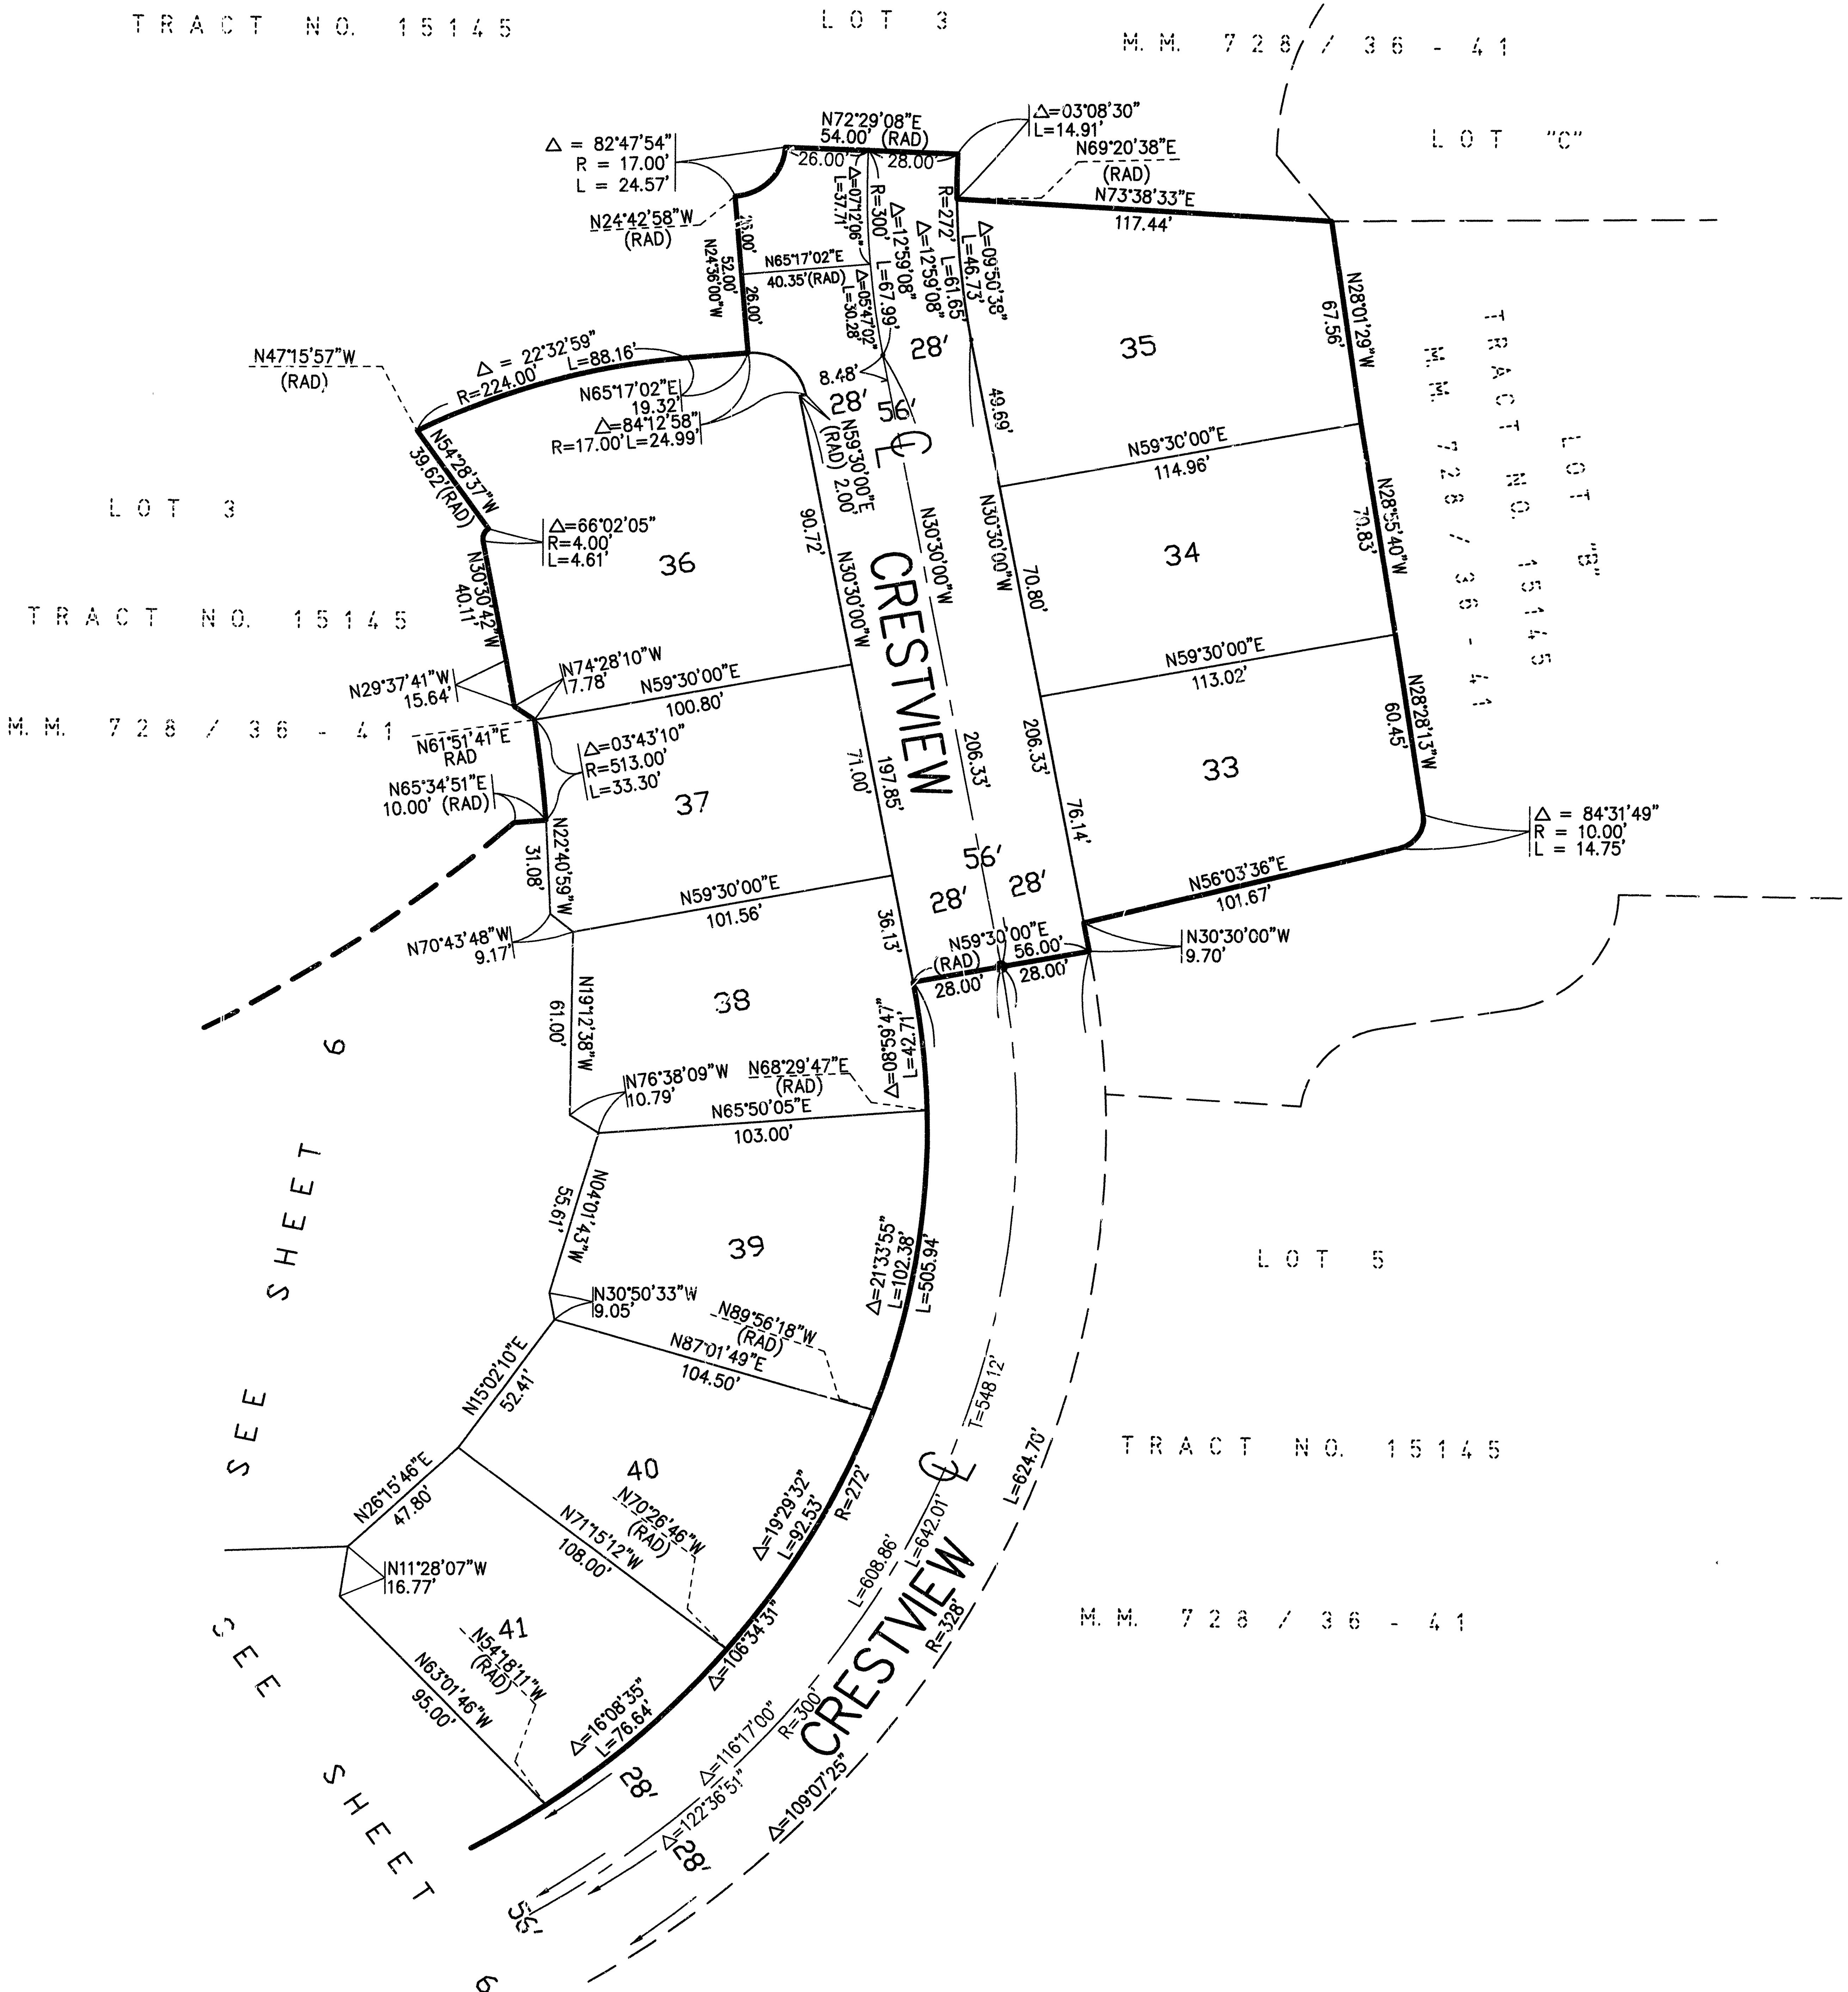 TRACT NO. 15145
LOT 3
M.M. 728 / 36 - 41
LOT "C"
N72°29'08"E
54.00' (RAD)
26.00'
28.00'
Δ=03°08'30"
L=14.91'
N69°20'38"E
(RAD)
N73°38'33"E
117.44'
Δ = 82°47'54"
R = 17.00'
L = 24.57'
N24°42'58"W
(RAD)
26.00'
52.00'
N24°36'00"W
26.00'
N65°17'02"E
40.35'(RAD)
Δ=07°12'06"
L=37.71'
R=300'
Δ=12°59'08"
L=67.99'
Δ=05°47'02"
L=30.28'
R=272'
Δ=12°59'08"
L=61.65'
Δ=09°50'38"
L=46.73'
28'
35
N28°01'29"W
67.56'
TRACT NO. 15145
M.M. 728 / 36 - 41
LOT "B"
N47°15'57"W
(RAD)
Δ = 22°32'59"
R=224.00'
L=88.16'
N65°17'02"E
19.32'
Δ=84°12'58"
R=17.00' L=24.99'
8.48'
28'
56'
CL
N59°30'00"E
(RAD) 2.00'
49.69'
N59°30'00"E
114.96'
N54°28'37"W
39.62'(RAD)
LOT 3
Δ=66°02'05"
R=4.00'
L=4.61'
36
90.72'
N30°30'00"W
CRESTVIEW
N30°30'00"W
N30°30'00"W
70.80'
34
N28°55'40"W
70.83'
N30°30'42"W
40.11'
TRACT NO. 15145
N29°37'41"W
15.64'
N74°28'10"W
7.78'
N59°30'00"E
100.80'
N59°30'00"E
113.02'
M.M. 728 / 36 - 41
N61°51'41"E
RAD
Δ=03°43'10"
R=513.00'
L=33.30'
N65°34'51"E
10.00' (RAD)
37
71.00'
197.85'
206.33'
206.33'
33
N28°28'13"W
60.45'
76.14'
Δ = 84°31'49"
R = 10.00'
L = 14.75'
N22°40'59"W
31.08'
56'
28'
28'
N56°03'36"E
101.67'
N59°30'00"E
101.56'
N70°43'48"W
9.17'
36.13'
N59°30'00"E
(RAD)
56.00'
28.00'
28.00'
N30°30'00"W
9.70'
N19°12'38"W
61.00'
38
Δ=08°59'47"
L=42.71'
N68°29'47"E
(RAD)
N76°38'09"W
10.79'
N65°50'05"E
103.00'
SEE SHEET 6
N04°01'43"W
55.61'
39
Δ=21°33'55"
L=102.38'
L=505.94'
LOT 5
N30°50'33"W
9.05'
N89°56'18"W
(RAD)
N87°01'49"E
104.50'
N15°02'10"E
52.41'
T=548.12'
TRACT NO. 15145
CL
L=624.70'
40
N26°15'46"E
47.80'
N70°26'46"W
(RAD)
N71°15'12"W
108.00'
Δ=19°29'32"
L=92.53'
R=272'
L=608.86'
L=642.01'
CRESTVIEW
R=328'
M.M. 728 / 36 - 41
N11°28'07"W
16.77'
41
N54°18'11"W
(RAD)
N63°01'46"W
95.00'
Δ=106°34'31"
Δ=16°08'35"
L=76.64'
Δ=116°17'00"
R=300'
Δ=122°36'51"
Δ=109°07'25"
28'
28'
56'
SEE SHEET 6